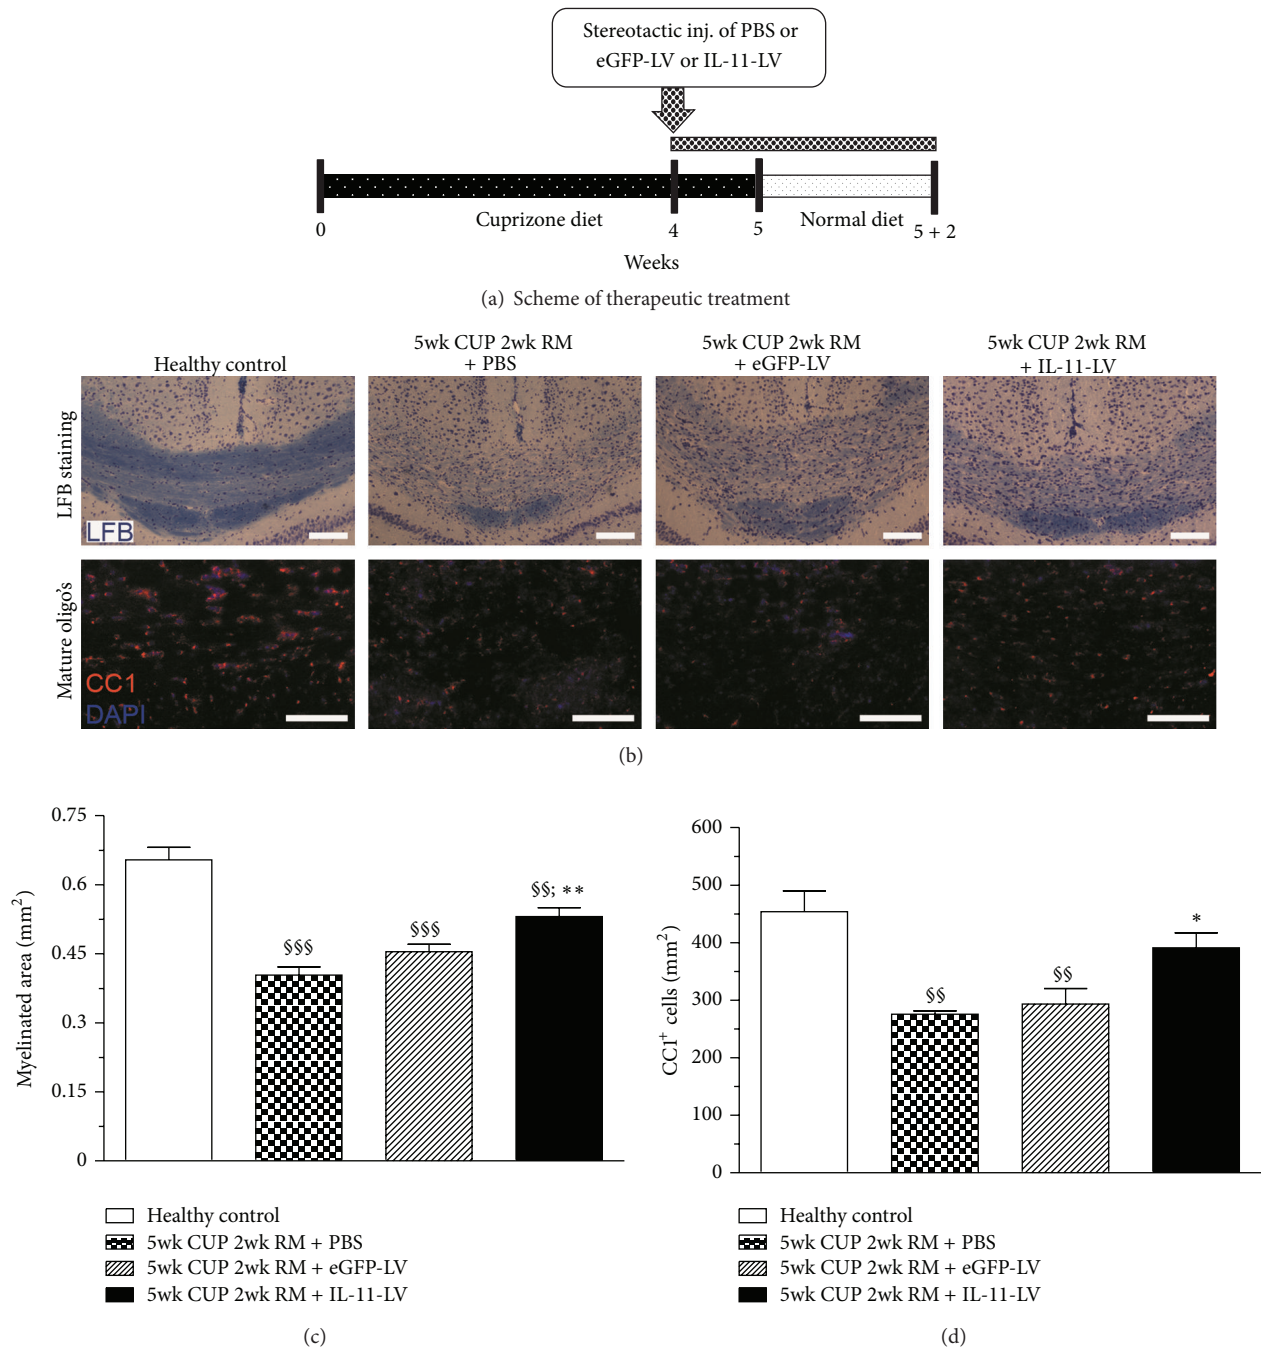 Stereotactic inj. of PBS or
eGFP-LV or IL-11-LV
Cuprizone diet
Normal diet
0
4
5
5 + 2
Weeks
(a) Scheme of therapeutic treatment
Healthy control
5wk CUP 2wk RM
+ PBS
5wk CUP 2wk RM
+ eGFP-LV
5wk CUP 2wk RM
+ IL-11-LV
LFB staining
LFB
Mature oligo's
CC1
DAPI
(b)
Myelinated area (mm²)
0.75
0.6
0.45
0.3
0.15
0
§§§
§§§
§§; **
Healthy control
5wk CUP 2wk RM + PBS
5wk CUP 2wk RM + eGFP-LV
5wk CUP 2wk RM + IL-11-LV
(c)
CC1⁺ cells (mm²)
600
500
400
300
200
100
0
§§
§§
*
Healthy control
5wk CUP 2wk RM + PBS
5wk CUP 2wk RM + eGFP-LV
5wk CUP 2wk RM + IL-11-LV
(d)